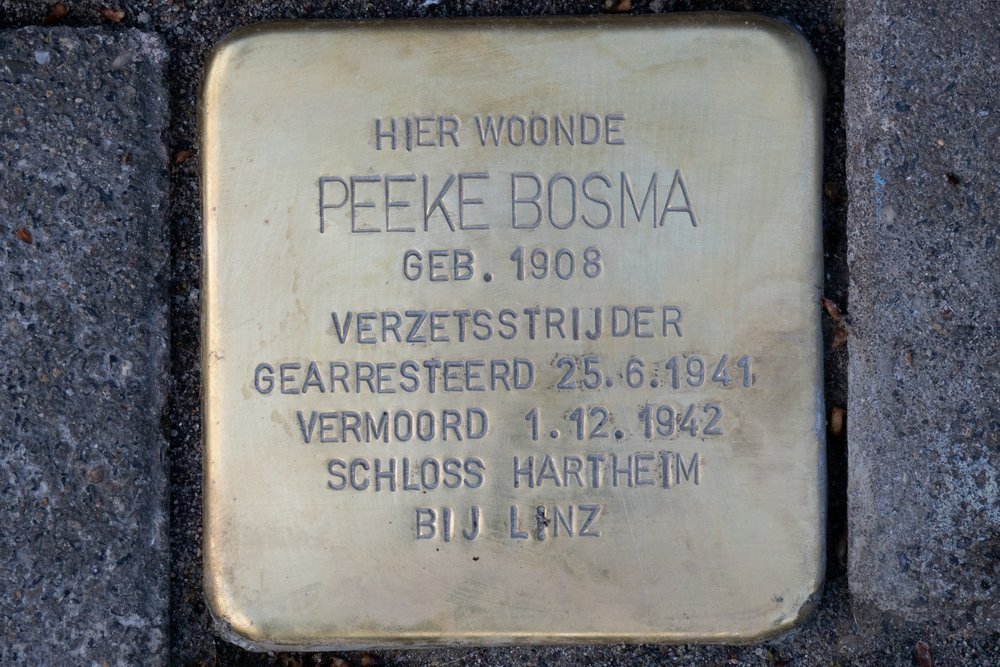 HIER WOONDE
PEEKE BOSMA
GEB. 1908
VERZETSSTRIJDER
GEARRESTEERD 25.6.1941
VERMOORD 1.12.1942
SCHLOSS HARTHEIM
BIJ LINZ